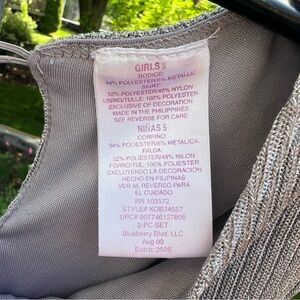 GIRLS 5
BODICE:
94% POLYESTER/6% METALLIC
SKIRT:
52% POLYESTER/48% NYLON
LINING/TULLE: 100% POLYESTER
EXCLUSIVE OF DECORATION
MADE IN THE PHILIPPINES
SEE REVERSE FOR CARE
NIÑAS 5
CORPIÑO:
94% POLIESTER/6% METALICA
FALDA:
52% POLIESTER/48% NILON
FORRO/TUL: 100% POLIESTER
EXCLUYENDO LA DECORACION
HECHO EN FILIPINAS
VER AL REVERSO PARA
EL CUIDADO
RN 103572
STYLE# KOB34557
UPC# 807746137805
2-PC SET
Blueberry Blvd. LLC
Aug 09
Batch: 2505